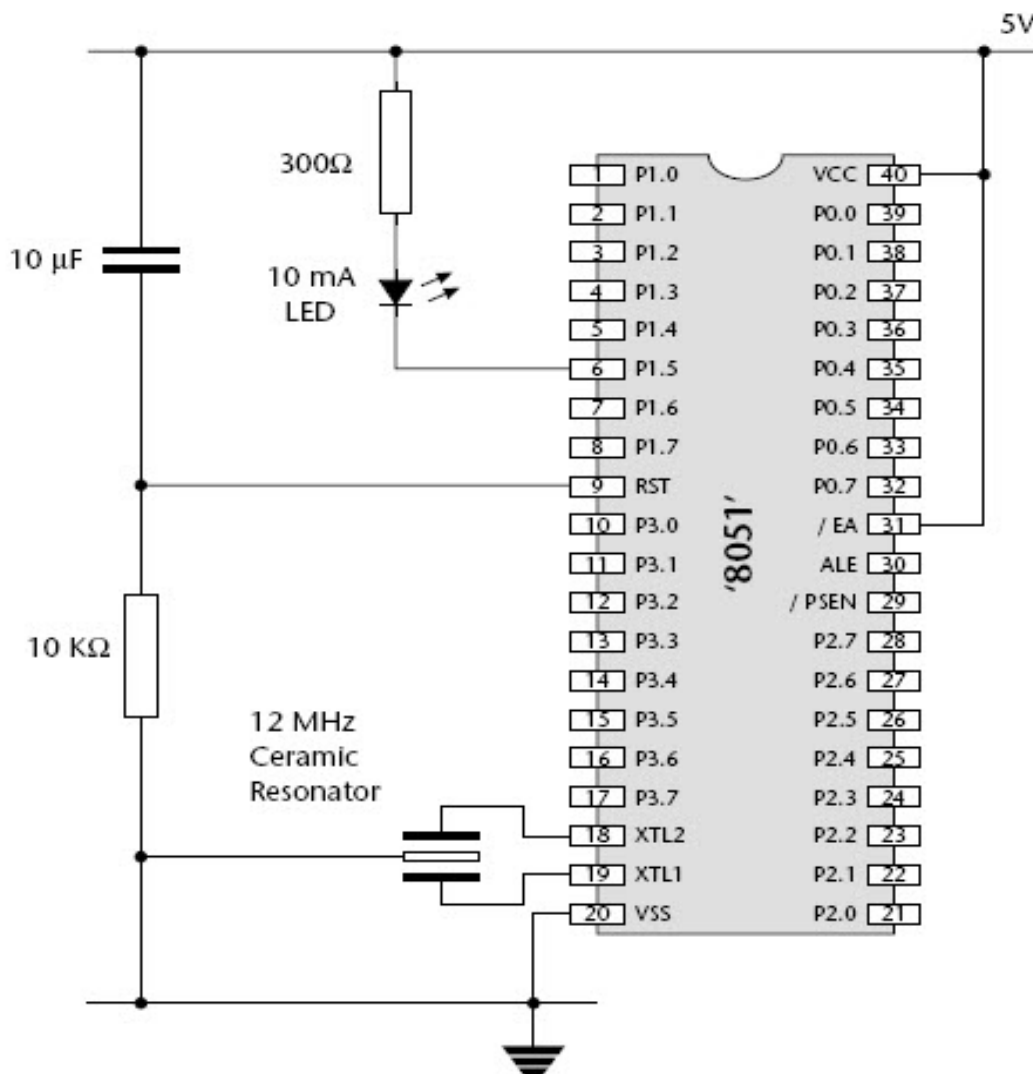 5V
300Ω
10 µF
10 mA
LED
10 KΩ
12 MHz
Ceramic
Resonator
'8051'
1 P1.0 VCC 40
2 P1.1 P0.0 39
3 P1.2 P0.1 38
4 P1.3 P0.2 37
5 P1.4 P0.3 36
6 P1.5 P0.4 35
7 P1.6 P0.5 34
8 P1.7 P0.6 33
9 RST P0.7 32
10 P3.0 / EA 31
11 P3.1 ALE 30
12 P3.2 / PSEN 29
13 P3.3 P2.7 28
14 P3.4 P2.6 27
15 P3.5 P2.5 26
16 P3.6 P2.4 25
17 P3.7 P2.3 24
18 XTL2 P2.2 23
19 XTL1 P2.1 22
20 VSS P2.0 21